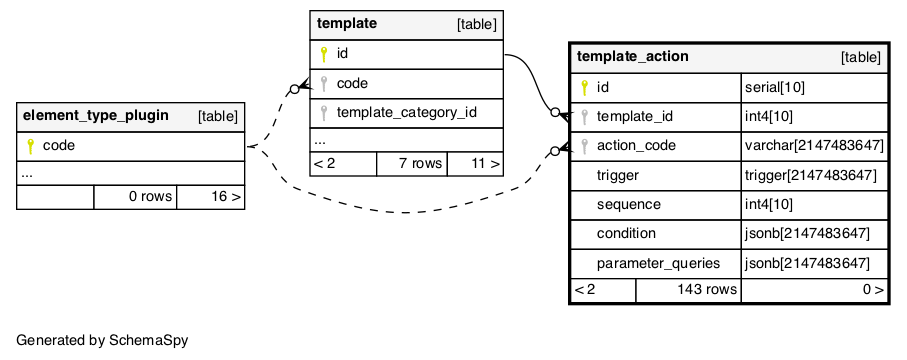 element_type_plugin [table]
code
...
0 rows 16 >
template [table]
id
code
template_category_id
...
< 2 7 rows 11 >
template_action [table]
id serial[10]
template_id int4[10]
action_code varchar[2147483647]
trigger trigger[2147483647]
sequence int4[10]
condition jsonb[2147483647]
parameter_queries jsonb[2147483647]
< 2 143 rows 0 >
Generated by SchemaSpy